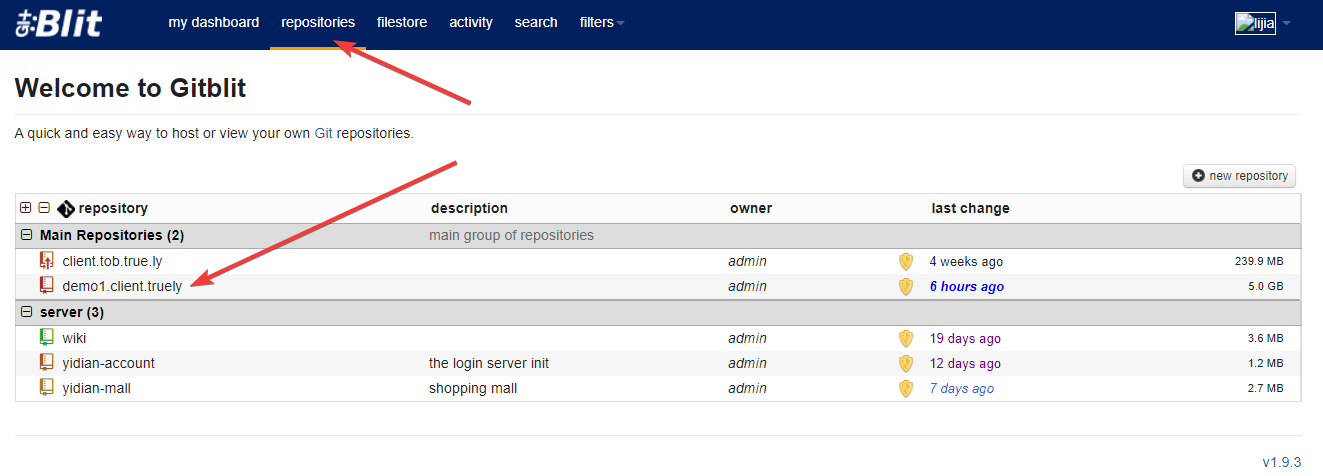 Blit my dashboard repositories filestore activity search filters lijia
Welcome to Gitblit
A quick and easy way to host or view your own Git repositories.
new repository
repository description owner last change
Main Repositories (2) main group of repositories
client.tob.true.ly admin 4 weeks ago 239.9 MB
demo1.client.truely admin 6 hours ago 5.0 GB
server (3)
wiki admin 19 days ago 3.6 MB
yidian-account the login server init admin 12 days ago 1.2 MB
yidian-mall shopping mall admin 7 days ago 2.7 MB
v1.9.3